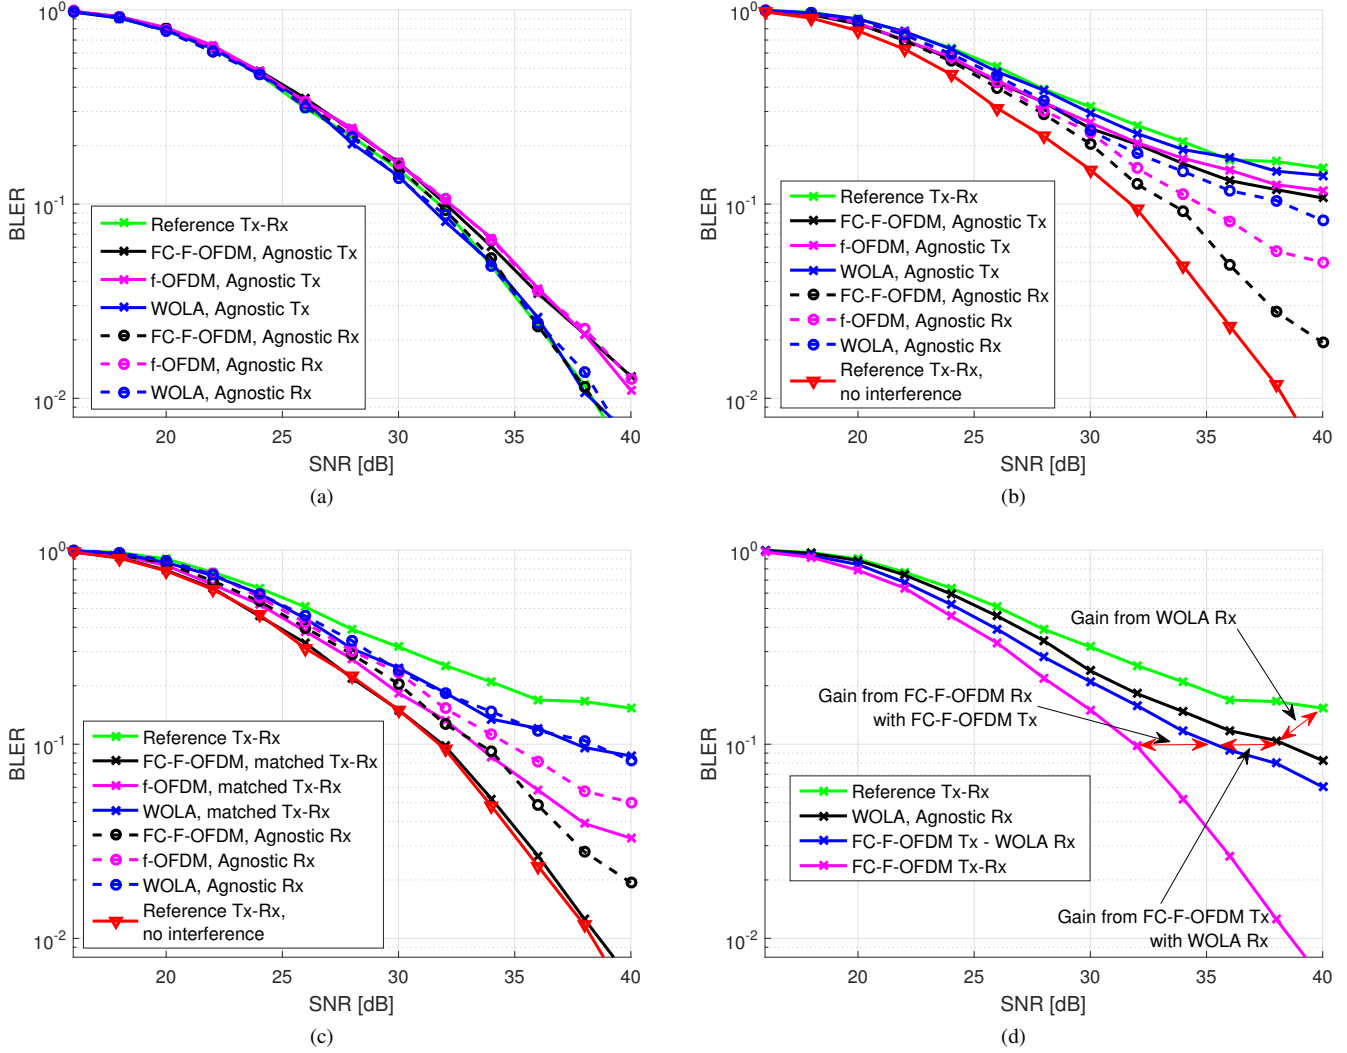 10^0
10^-1
10^-2
BLER
20
25
30
35
40
SNR [dB]
Reference Tx-Rx
FC-F-OFDM, Agnostic Tx
f-OFDM, Agnostic Tx
WOLA, Agnostic Tx
FC-F-OFDM, Agnostic Rx
f-OFDM, Agnostic Rx
WOLA, Agnostic Rx
(a)
10^0
10^-1
10^-2
BLER
20
25
30
35
40
SNR [dB]
Reference Tx-Rx
FC-F-OFDM, Agnostic Tx
f-OFDM, Agnostic Tx
WOLA, Agnostic Tx
FC-F-OFDM, Agnostic Rx
f-OFDM, Agnostic Rx
WOLA, Agnostic Rx
Reference Tx-Rx,
no interference
(b)
10^0
10^-1
10^-2
BLER
20
25
30
35
40
SNR [dB]
Reference Tx-Rx
FC-F-OFDM, matched Tx-Rx
f-OFDM, matched Tx-Rx
WOLA, matched Tx-Rx
FC-F-OFDM, Agnostic Rx
f-OFDM, Agnostic Rx
WOLA, Agnostic Rx
Reference Tx-Rx,
no interference
(c)
10^0
10^-1
10^-2
BLER
20
25
30
35
40
SNR [dB]
Gain from WOLA Rx
Gain from FC-F-OFDM Rx
with FC-F-OFDM Tx
Reference Tx-Rx
WOLA, Agnostic Rx
FC-F-OFDM Tx - WOLA Rx
FC-F-OFDM Tx-Rx
Gain from FC-F-OFDM Tx
with WOLA Rx
(d)